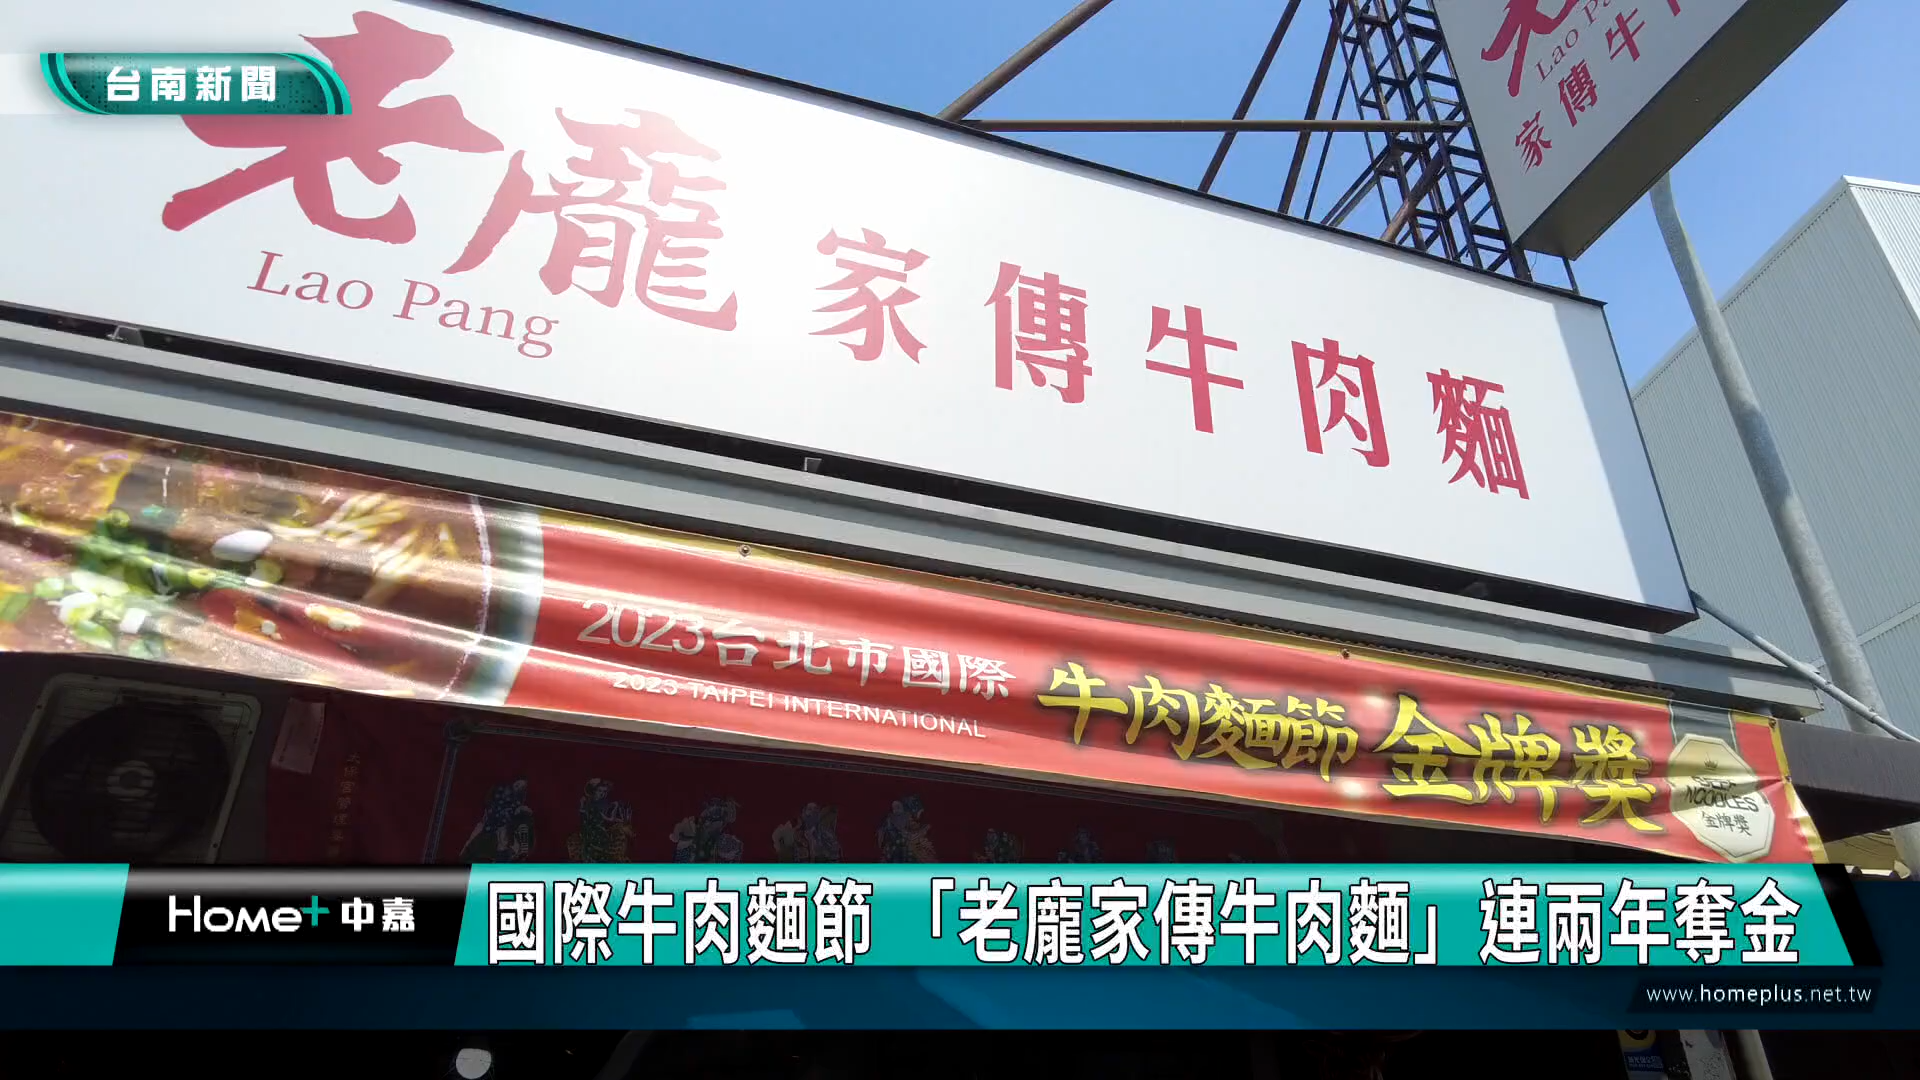 台南新聞
老龐
Lao Pang
家傳牛肉麵
Lao Pa
家傳牛
2023台北市國際
2023 TAIPEI INTERNATIONAL
牛肉麵節 金牌獎
BEEF
NOODLES
金牌獎
Home+ 中嘉
國際牛肉麵節 「老龐家傳牛肉麵」連兩年奪金
www.homeplus.net.tw